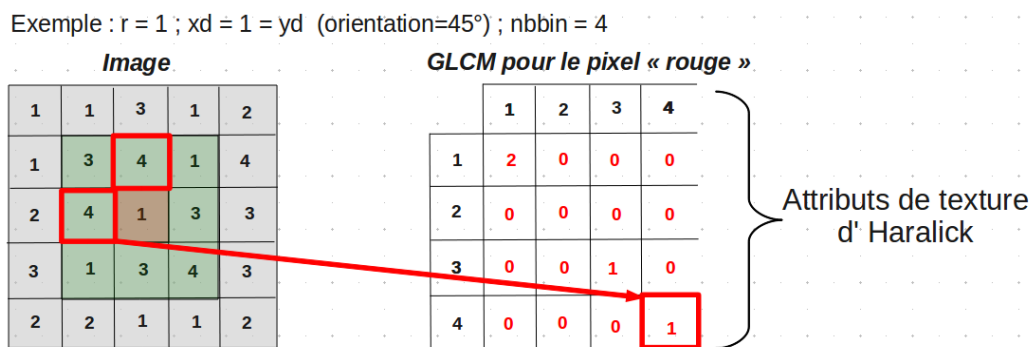 Exemple : r = 1 ; xd = 1 = yd (orientation=45°) ; nbbin = 4
Image
GLCM pour le pixel « rouge »
1 1 3 1 2
1 3 4 1 4
2 4 1 3 3
3 1 3 4 3
2 2 1 1 2
1 2 3 4
1 2 0 0 0
2 0 0 0 0
3 0 0 1 0
4 0 0 0 1
Attributs de texture
d' Haralick